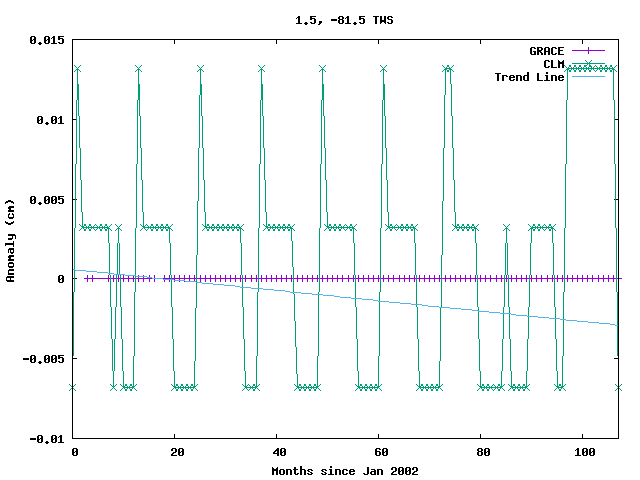 1.5, -81.5 TWS
0.015
0.01
0.005
0
-0.005
-0.01
Anomaly (cm)
GRACE
CLM
Trend Line
0 20 40 60 80 100
Months since Jan 2002